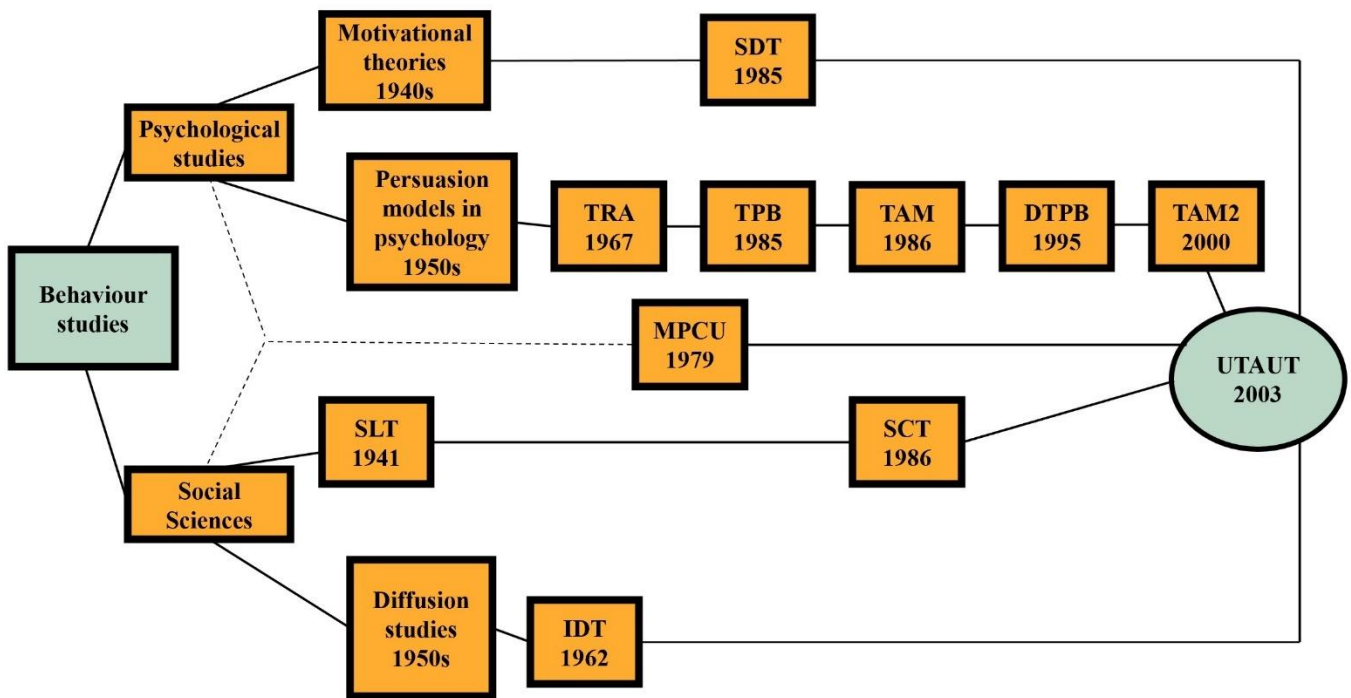 Motivational
theories
1940s
SDT
1985
Psychological
studies
Persuasion
models in
psychology
1950s
TRA
1967
TPB
1985
TAM
1986
DTPB
1995
TAM2
2000
Behaviour
studies
MPCU
1979
UTAUT
2003
SLT
1941
SCT
1986
Social
Sciences
Diffusion
studies
1950s
IDT
1962